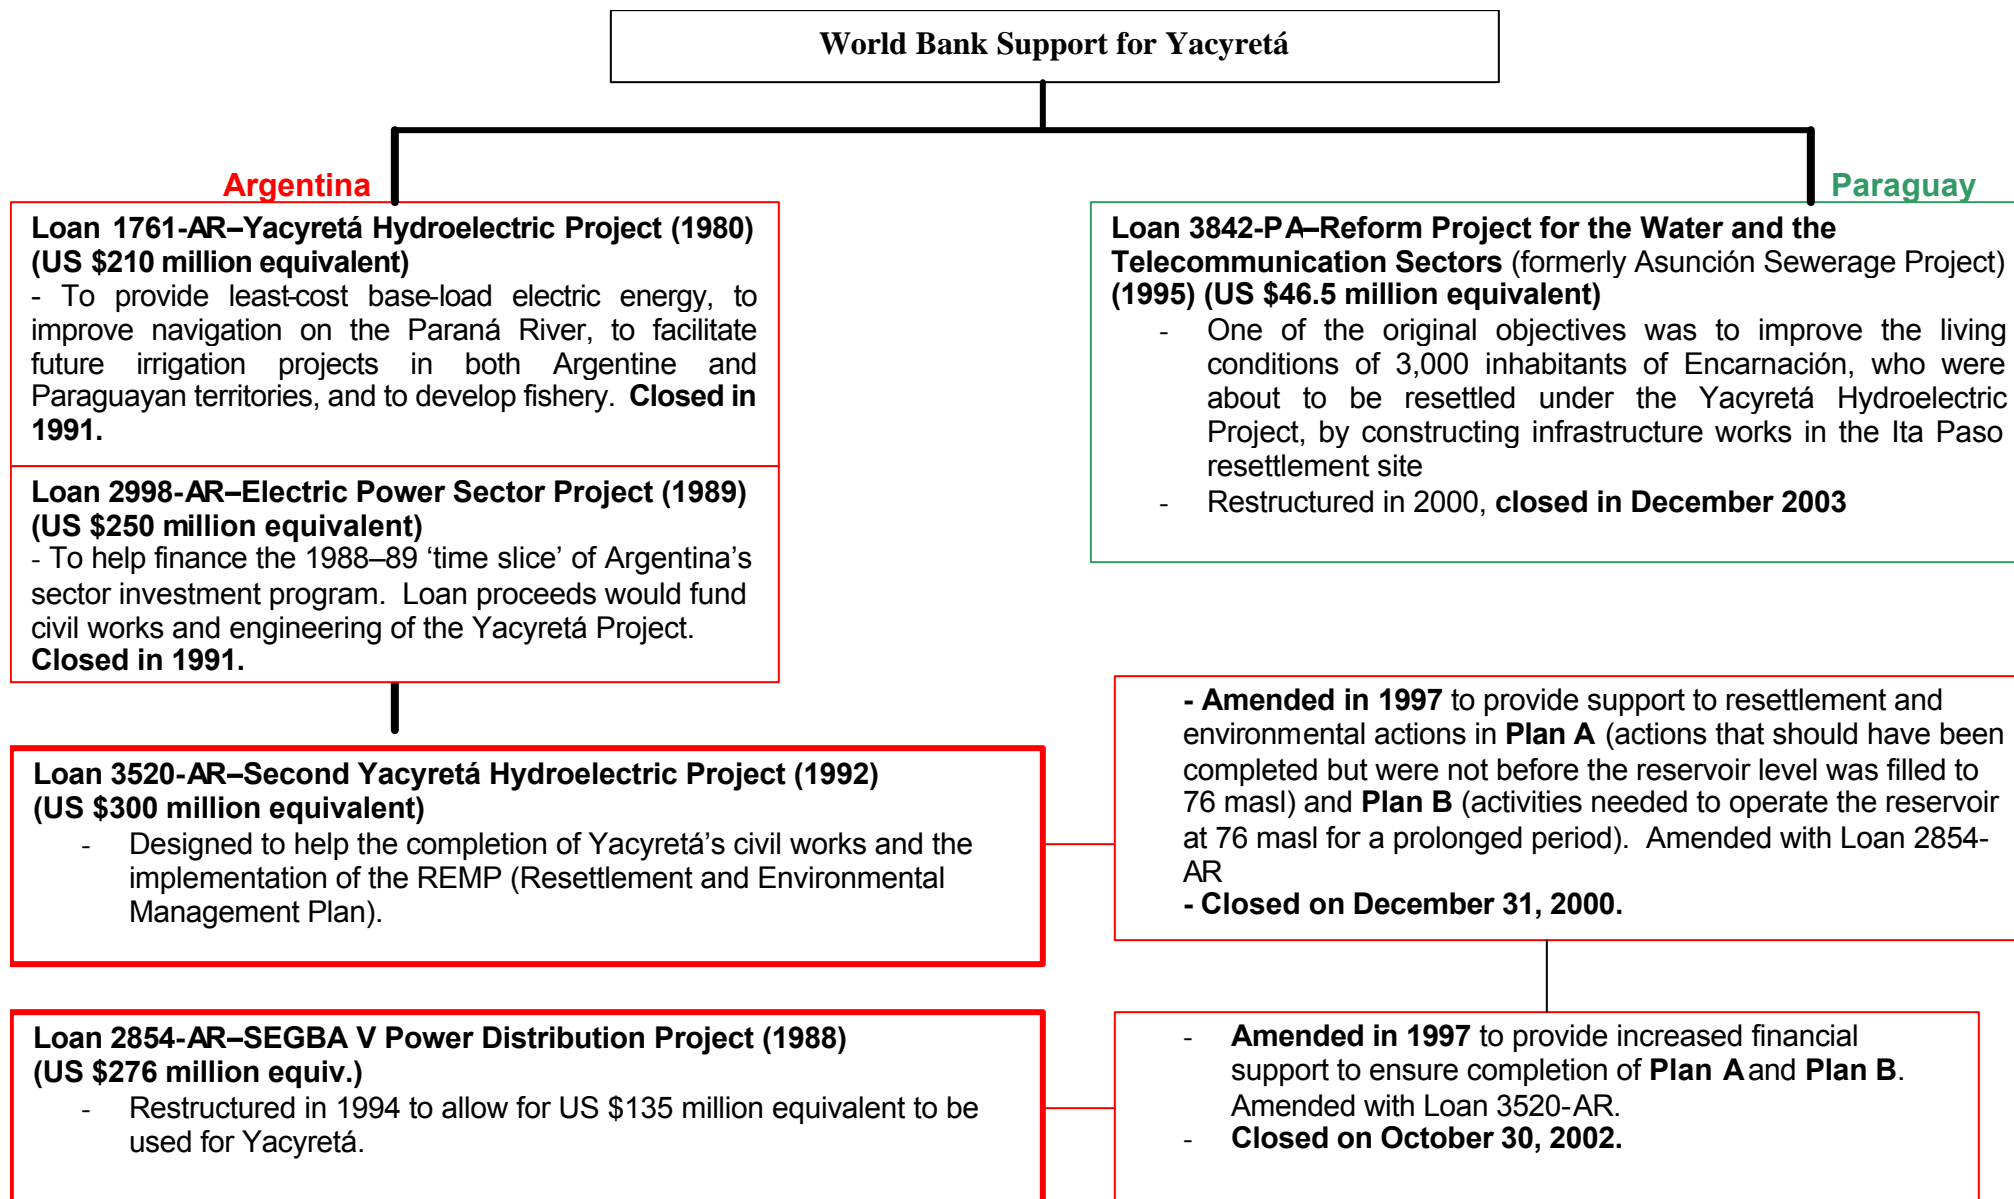 World Bank Support for Yacyretá
Argentina
Loan 1761-AR–Yacyretá Hydroelectric Project (1980)
(US $210 million equivalent)
- To provide least-cost base-load electric energy, to
improve navigation on the Paraná River, to facilitate
future irrigation projects in both Argentine and
Paraguayan territories, and to develop fishery. Closed in
1991.
Loan 2998-AR–Electric Power Sector Project (1989)
(US $250 million equivalent)
- To help finance the 1988–89 ‘time slice’ of Argentina’s
sector investment program. Loan proceeds would fund
civil works and engineering of the Yacyretá Project.
Closed in 1991.
Paraguay
Loan 3842-PA–Reform Project for the Water and the
Telecommunication Sectors (formerly Asunción Sewerage Project)
(1995) (US $46.5 million equivalent)
- One of the original objectives was to improve the living
conditions of 3,000 inhabitants of Encarnación, who were
about to be resettled under the Yacyretá Hydroelectric
Project, by constructing infrastructure works in the Ita Paso
resettlement site
- Restructured in 2000, closed in December 2003
Loan 3520-AR–Second Yacyretá Hydroelectric Project (1992)
(US $300 million equivalent)
- Designed to help the completion of Yacyretá’s civil works and the
implementation of the REMP (Resettlement and Environmental
Management Plan).
- Amended in 1997 to provide support to resettlement and
environmental actions in Plan A (actions that should have been
completed but were not before the reservoir level was filled to
76 masl) and Plan B (activities needed to operate the reservoir
at 76 masl for a prolonged period). Amended with Loan 2854-
AR
- Closed on December 31, 2000.
Loan 2854-AR–SEGBA V Power Distribution Project (1988)
(US $276 million equiv.)
- Restructured in 1994 to allow for US $135 million equivalent to be
used for Yacyretá.
- Amended in 1997 to provide increased financial
support to ensure completion of Plan A and Plan B.
Amended with Loan 3520-AR.
- Closed on October 30, 2002.